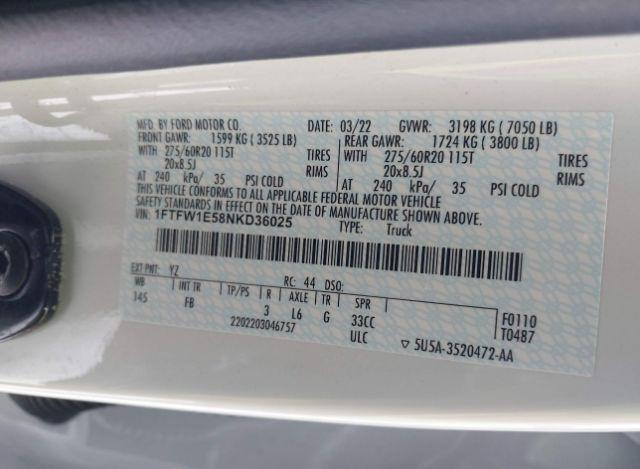 MFD. BY FORD MOTOR CO. DATE: 03/22 GVWR: 3198 KG ( 7050 LB)
FRONT GAWR: 1599 KG ( 3525 LB) REAR GAWR: 1724 KG ( 3800 LB)
WITH 275/60R20 115T TIRES WITH 275/60R20 115T TIRES
20x8.5J RIMS 20x8.5J RIMS
AT 240 kPa/ 35 PSI COLD AT 240 kPa/ 35 PSI COLD
THIS VEHICLE CONFORMS TO ALL APPLICABLE FEDERAL MOTOR VEHICLE
SAFETY STANDARDS IN EFFECT ON THE DATE OF MANUFACTURE SHOWN ABOVE.
VIN: 1FTFW1E58NKD36025 TYPE: Truck
EXT PNT: YZ RC: 44 DSO:
WB INT TR TP/PS R AXLE TR SPR F0110
145 FB 3 L6 G 33CC T0487
2202203046757 ULC ▽ 5U5A-3520472-AA